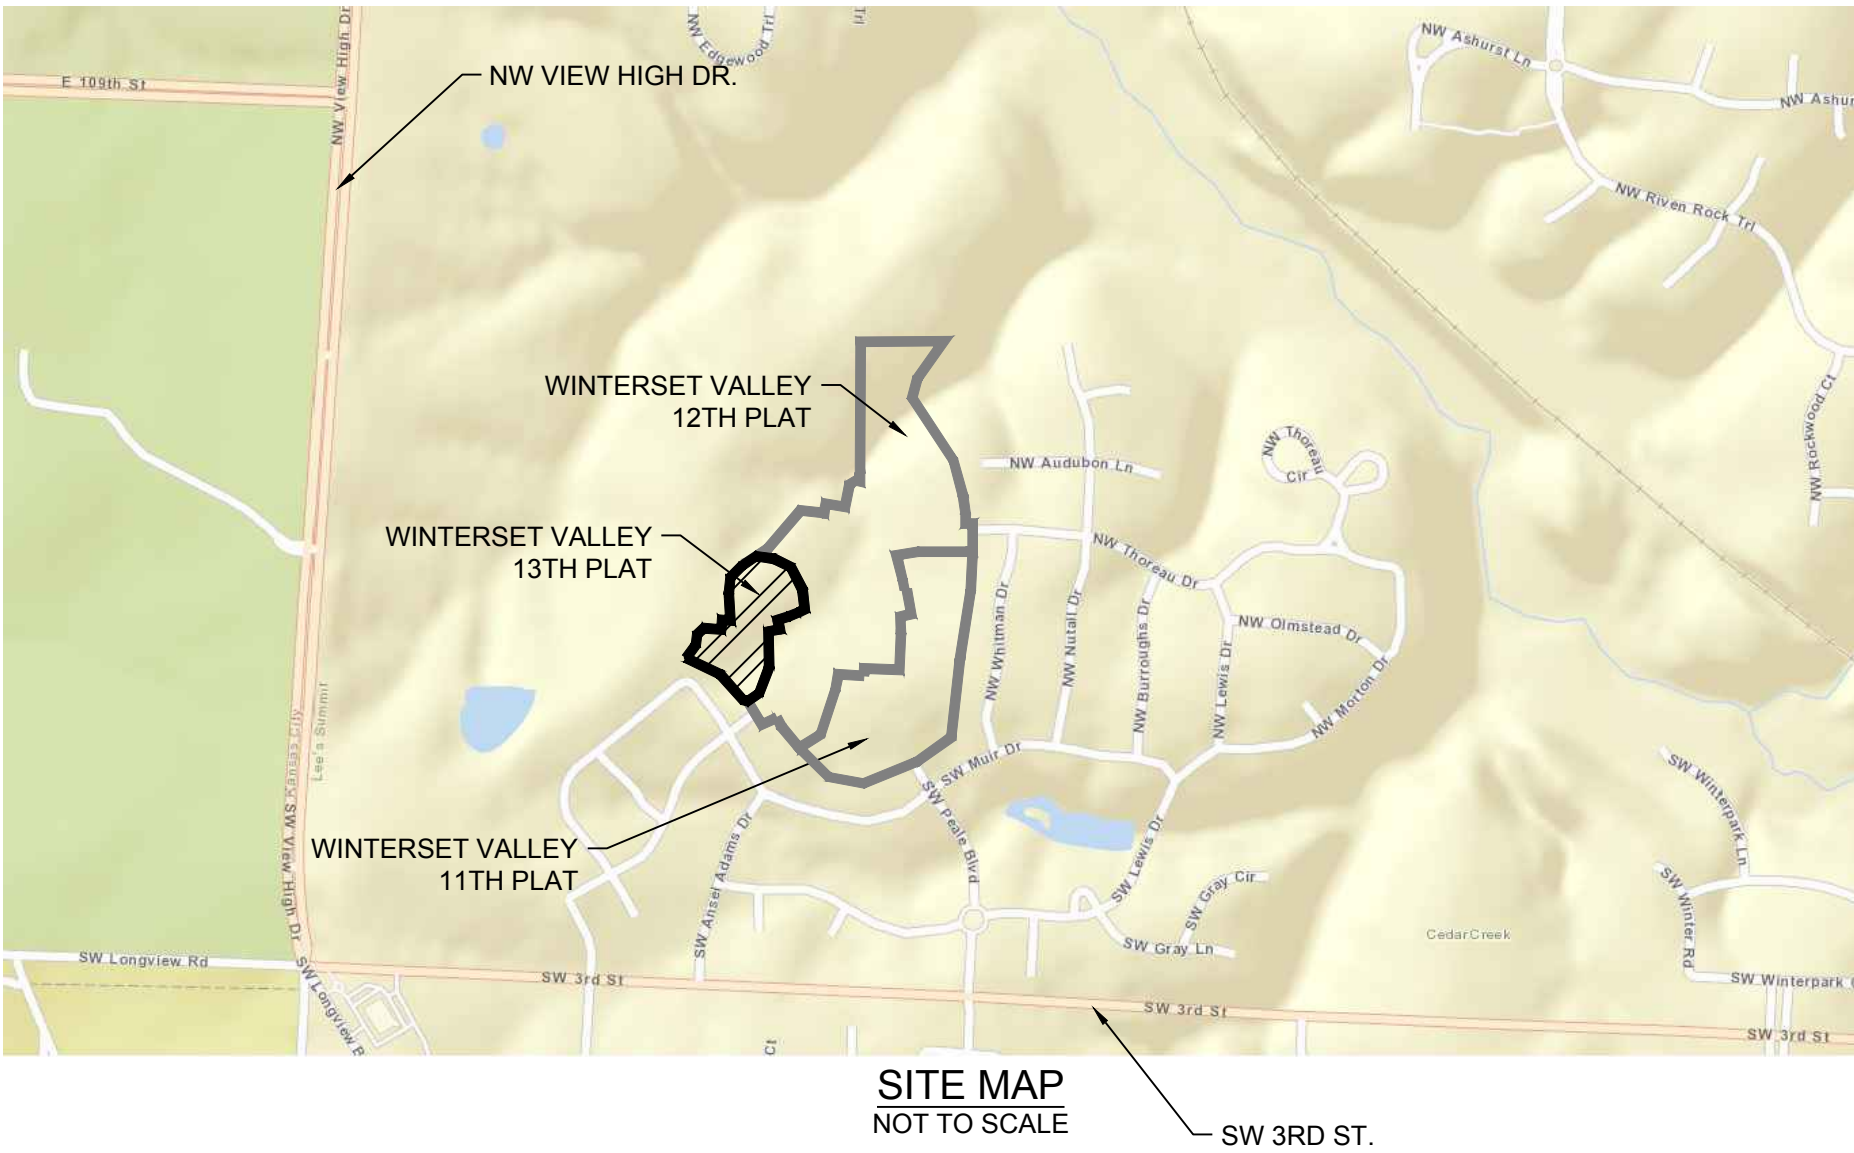 NW Edgewood Trl
Trl
NW View High Dr
NW VIEW HIGH DR.
E 109th St
NW Ashurst Ln
NW Ashur
NW Riven Rock Trl
WINTERSET VALLEY
12TH PLAT
NW Rockwood Ct
NW Thoreau
Cir
NW Audubon Ln
WINTERSET VALLEY
13TH PLAT
NW Thoreau Dr
NW Whitman Dr
NW Nutall Dr
NW Burroughs Dr
NW Lewis Dr
NW Olmstead Dr
NW Morton Dr
Kansas City
Lee's Summit
SW View High Dr
SW Muir Dr
SW Peale Blvd
SW Ansel Adams Dr
WINTERSET VALLEY
11TH PLAT
SW Lewis Dr
SW Gray Cir
SW Gray Ln
SW Winterpark Ln
SW Winter Rd
CedarCreek
SW Longview Rd
SW Longview B
SW 3rd St
SW 3rd St
SW Winterpark
SW 3rd St
Ct
SITE MAP
NOT TO SCALE
SW 3RD ST.